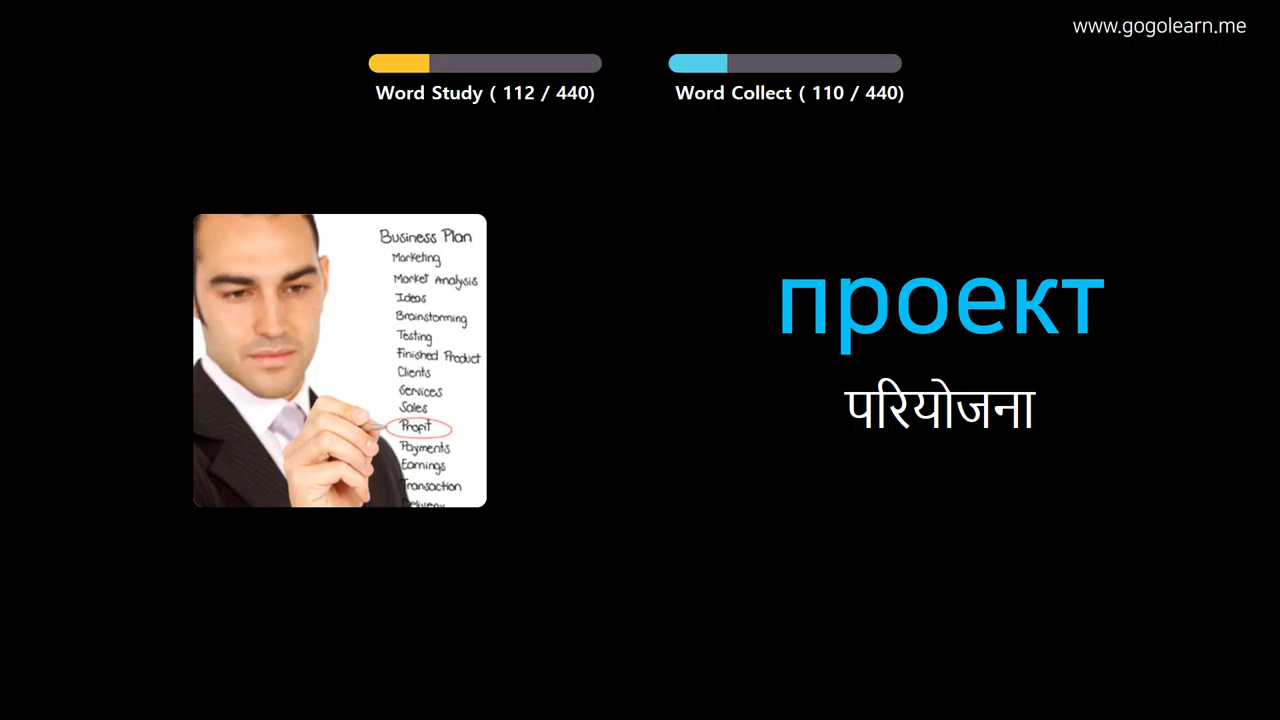 www.gogolearn.me
Word Study ( 112 / 440)
Word Collect ( 110 / 440)
Business Plan
Marketing
Market Analysis
Ideas
Brainstorming
Testing
Finished Product
Clients
Services
Sales
Profit
Payments
Earnings
Transaction
Delivery
проект
परियोजना